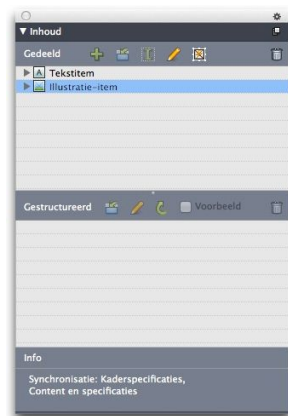 Inhoud
Gedeeld
A Tekstitem
Illustratie-item
Gestructureerd Voorbeeld
Info
Synchronisatie: Kaderspecificaties,
Content en specificaties